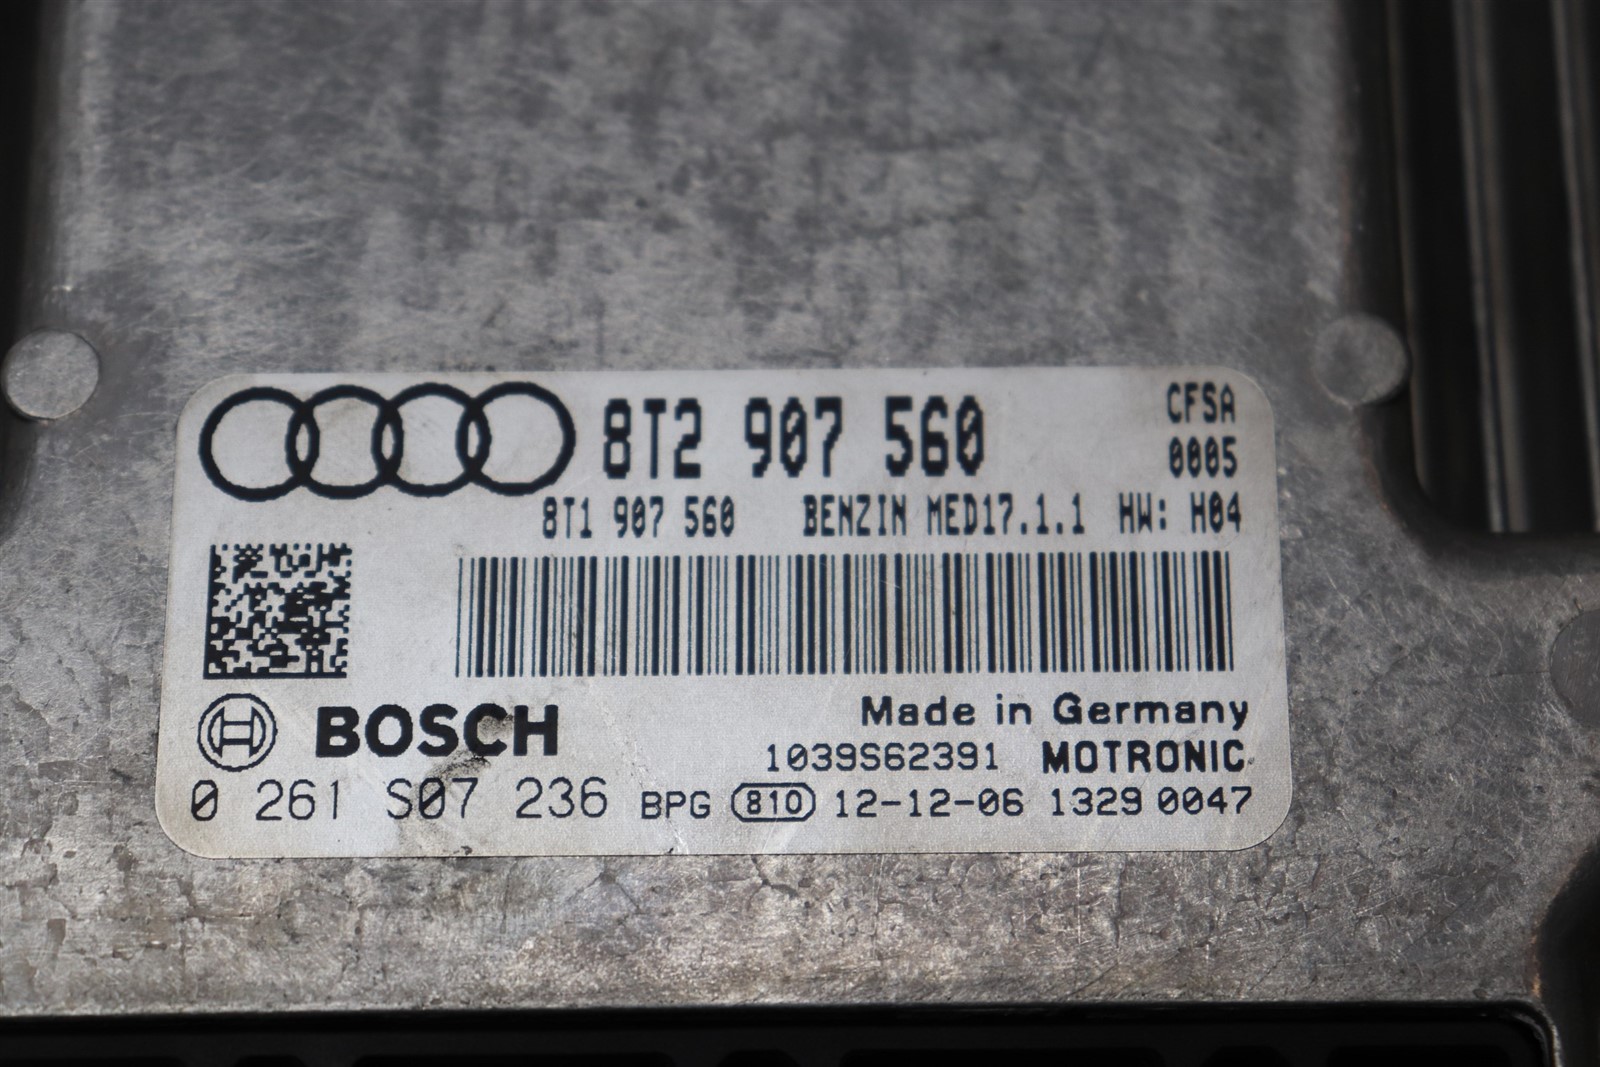 8T2 907 560 CFSA
0005
8T1 907 560 BENZIN MED17.1.1 HW: H04
BOSCH Made in Germany
1039S62391 MOTRONIC
0 261 S07 236 BPG 810 12-12-06 1329 0047